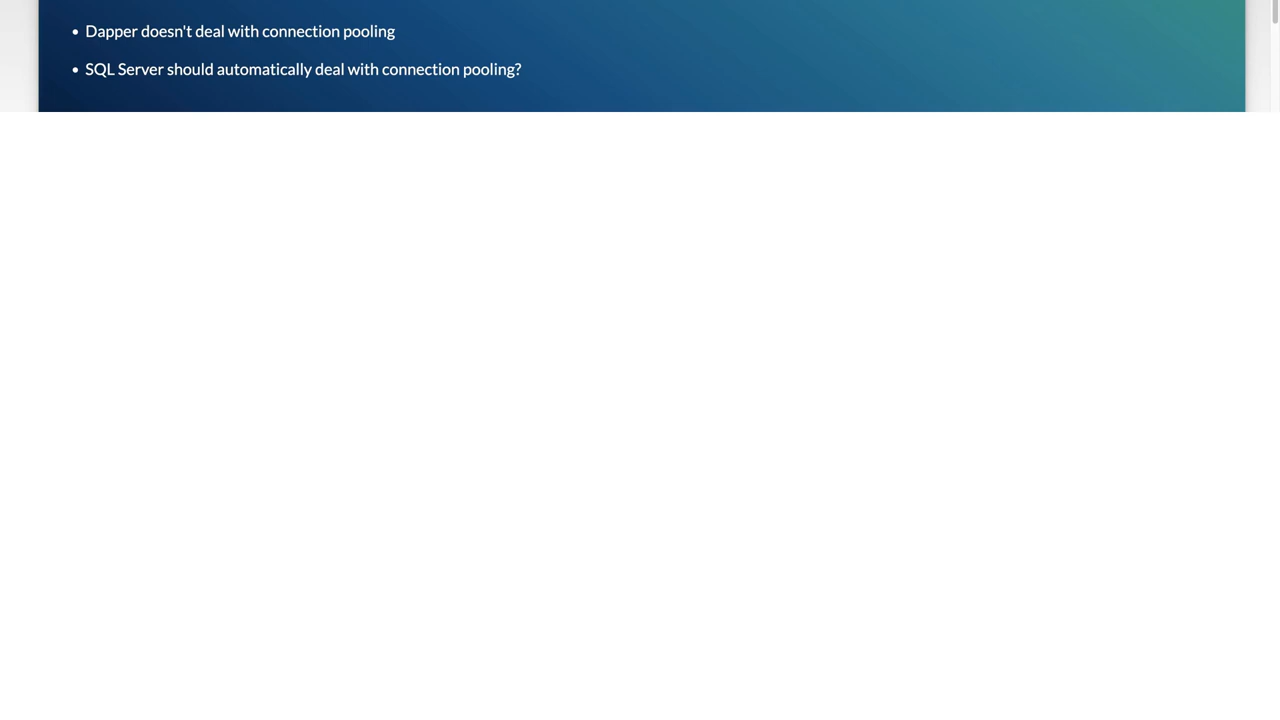 • Dapper doesn't deal with connection pooling
• SQL Server should automatically deal with connection pooling?